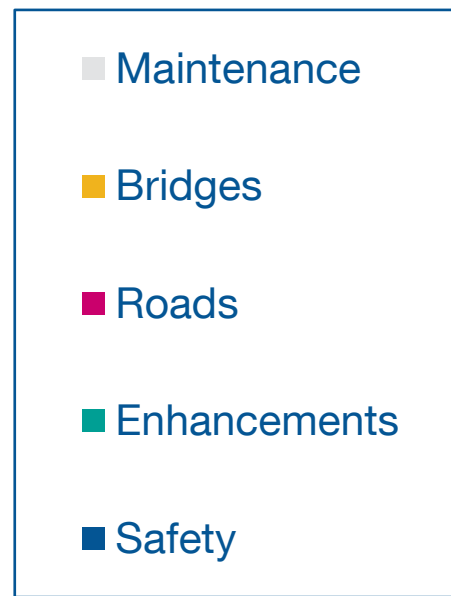 Maintenance
Bridges
Roads
Enhancements
Safety